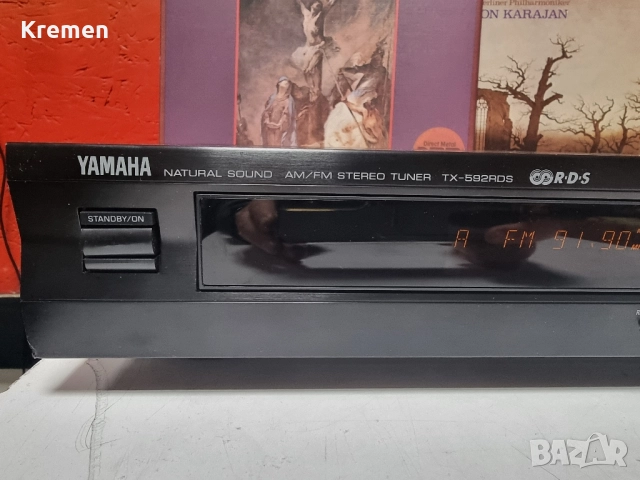 Kremen
Berliner Philharmoniker
ON KARAJAN
YAMAHA NATURAL SOUND AM/FM STEREO TUNER TX-592RDS R·D·S
STANDBY/ON
A FM 91.90
bazar